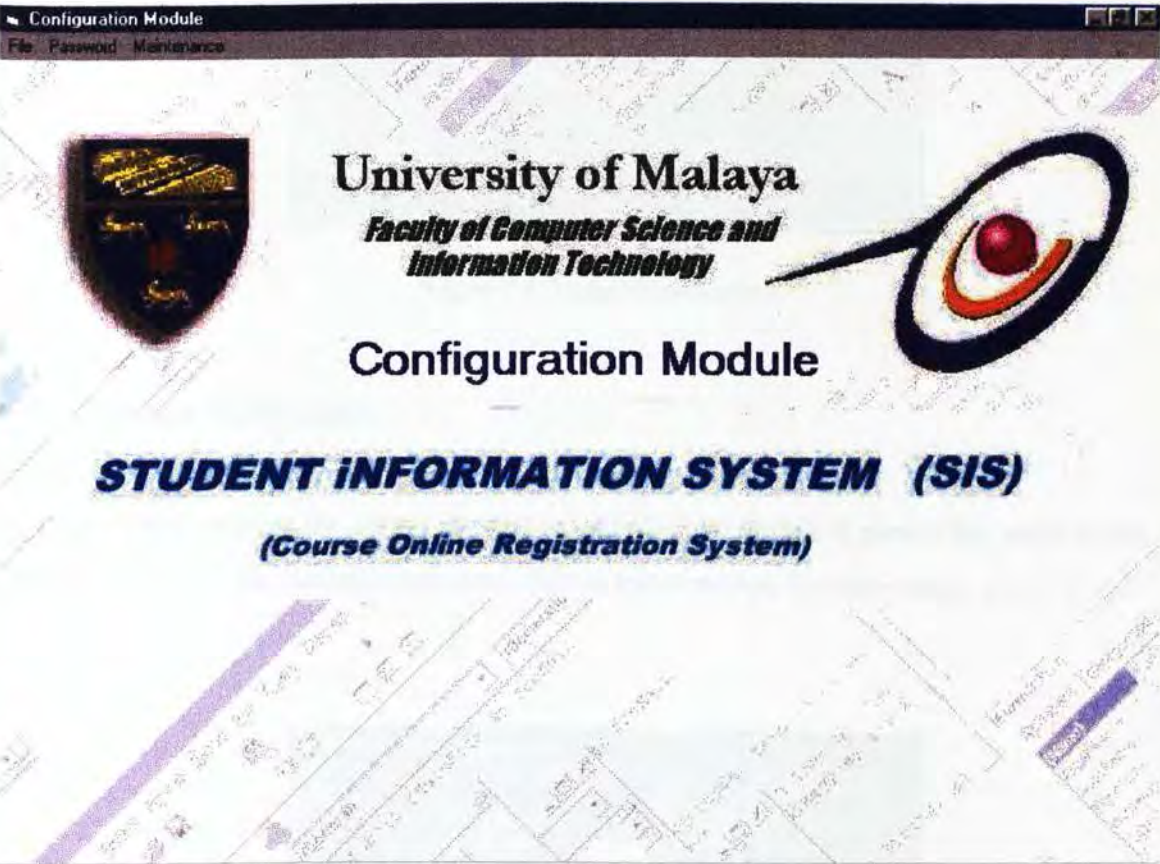 Configuration Module
File Password Maintenance
University of Malaya
Faculty of Computer Science and
Information Technology
Configuration Module
STUDENT iNFORMATION SYSTEM (SIS)
(Course Online Registration System)